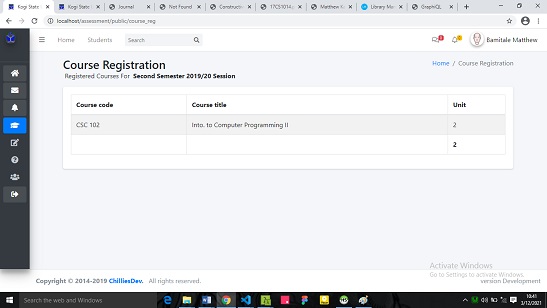 Kogi State
Kogi State
Journal
Not Found
Constructi
17CS1014
Matthew K
Library Ma
GraphQL
localhost/assessment/public/course_reg
Home Students Search Bamitale Matthew
Course Registration
Home / Course Registration
Registered Courses For Second Semester 2019/20 Session
Course code Course title Unit
CSC 102 Into. to Computer Programming II 2
2
Activate Windows
Go to Settings to activate Windows.
Copyright © 2014-2019 ChilliesDev. All rights reserved.
version Development
Search the web and Windows
10:41
3/12/2021